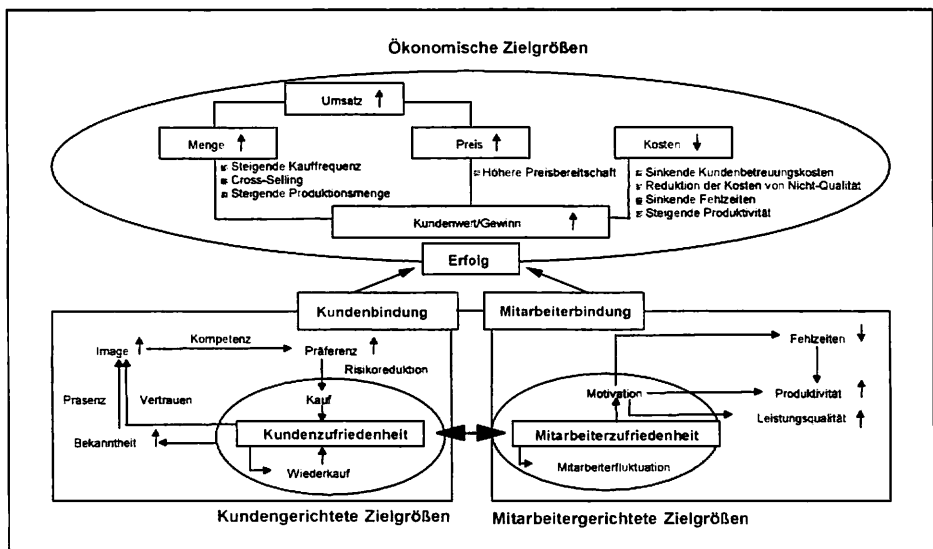 Ökonomische Zielgrößen
Umsatz ↑
Menge ↑
Preis ↑
Kosten ↓
Steigende Kauffrequenz
Cross-Selling
Steigende Produktionsmenge
Höhere Preisbereitschaft
Sinkende Kundenbetreuungskosten
Reduktion der Kosten von Nicht-Qualität
Sinkende Fehlzeiten
Steigende Produktivität
Kundenwert/Gewinn ↑
Erfolg
Kundenbindung
Mitarbeiterbindung
Image ↑
Kompetenz
Präferenz ↑
Risikoreduktion
Präsenz
Vertrauen
Kauf
Bekanntheit ↑
Kundenzufriedenheit
Wiederkauf
Fehlzeiten ↓
Motivation
Produktivität ↑
Leistungsqualität ↑
Mitarbeiterzufriedenheit
Mitarbeiterfluktuation
Kundengerichtete Zielgrößen
Mitarbeitergerichtete Zielgrößen